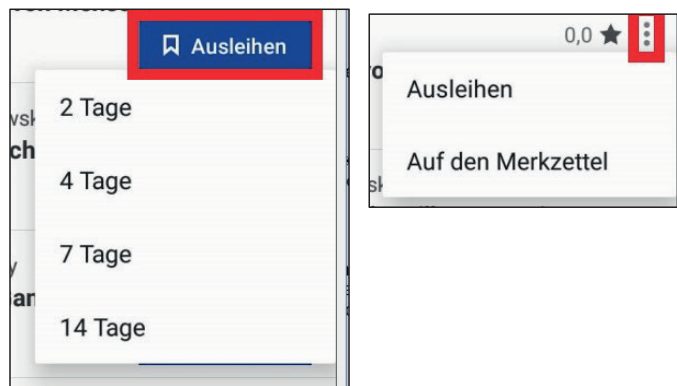 Ausleihen
2 Tage
4 Tage
7 Tage
14 Tage
0,0
Ausleihen
Auf den Merkzettel